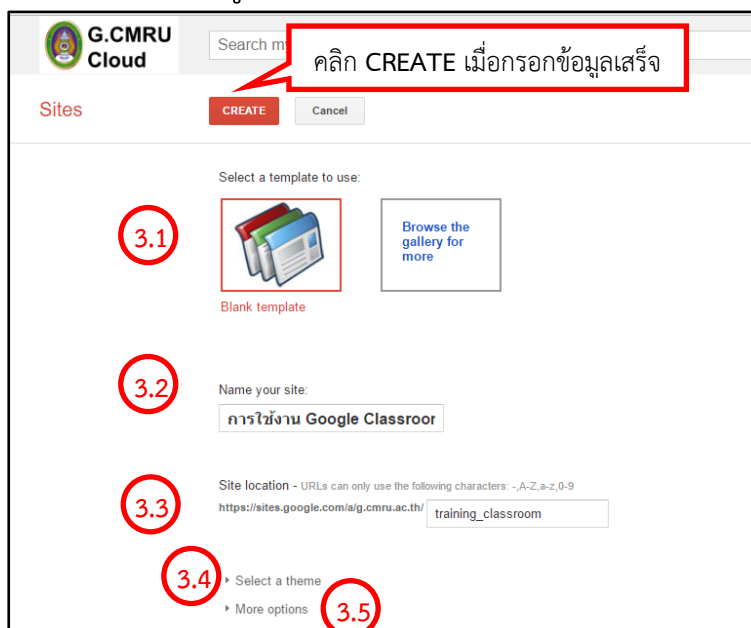 G.CMRU
Cloud
Search my
คลิก CREATE เมื่อกรอกข้อมูลเสร็จ
Sites
CREATE
Cancel
Select a template to use:
3.1
Browse the
gallery for
more
Blank template
3.2
Name your site:
การใช้งาน Google Classroor
Site location - URLs can only use the following characters: -,A-Z,a-z,0-9
3.3
https://sites.google.com/a/g.cmru.ac.th/ training_classroom
3.4
Select a theme
More options
3.5